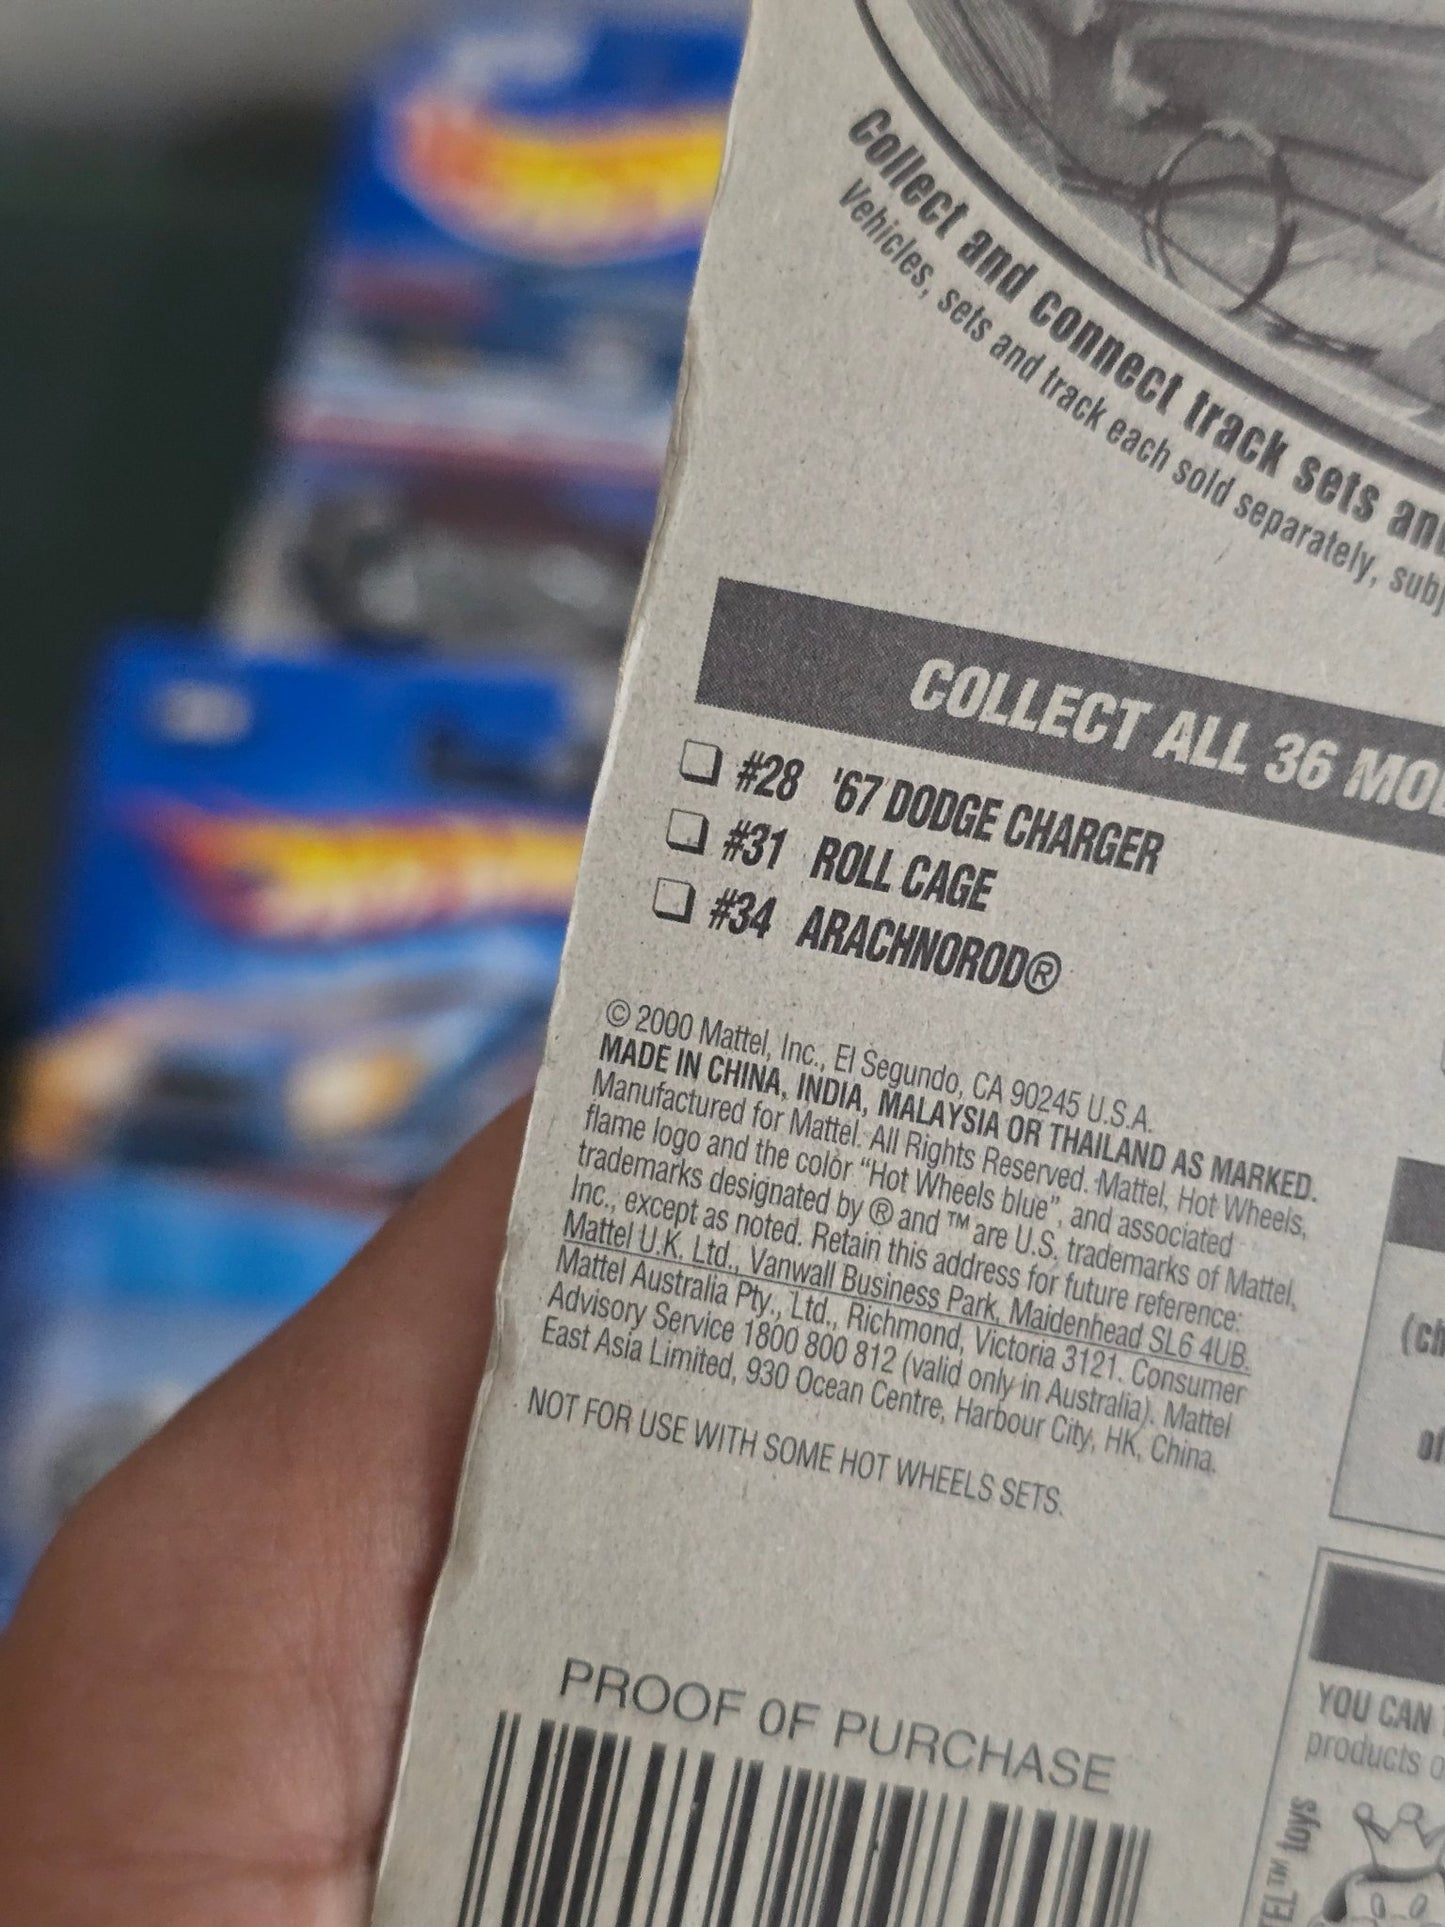 Collect and connect track sets
Vehicles, sets and track each sold separately,
COLLECT ALL 36
❏ #28 '67 DODGE CHARGER
❏ #31 ROLL CAGE
❏ #34 ARACHNOROD®
© 2000 Mattel, Inc., El Segundo, CA 90245 U.S.A.
MADE IN CHINA, INDIA, MALAYSIA OR THAILAND AS MARKED.
Manufactured for Mattel. All Rights Reserved. Mattel, Hot Wheels,
flame logo and the color “Hot Wheels blue”, and associated
trademarks designated by ® and ™ are U.S. trademarks of Mattel,
Inc., except as noted. Retain this address for future reference:
Mattel U.K. Ltd., Vanwall Business Park, Maidenhead SL6 4UB.
Mattel Australia Pty., Ltd., Richmond, Victoria 3121. Consumer
Advisory Service 1800 800 812 (valid only in Australia). Mattel
East Asia Limited, 930 Ocean Centre, Harbour City, HK, China.
NOT FOR USE WITH SOME HOT WHEELS SETS.
PROOF OF PURCHASE
YOU CAN
products
toys